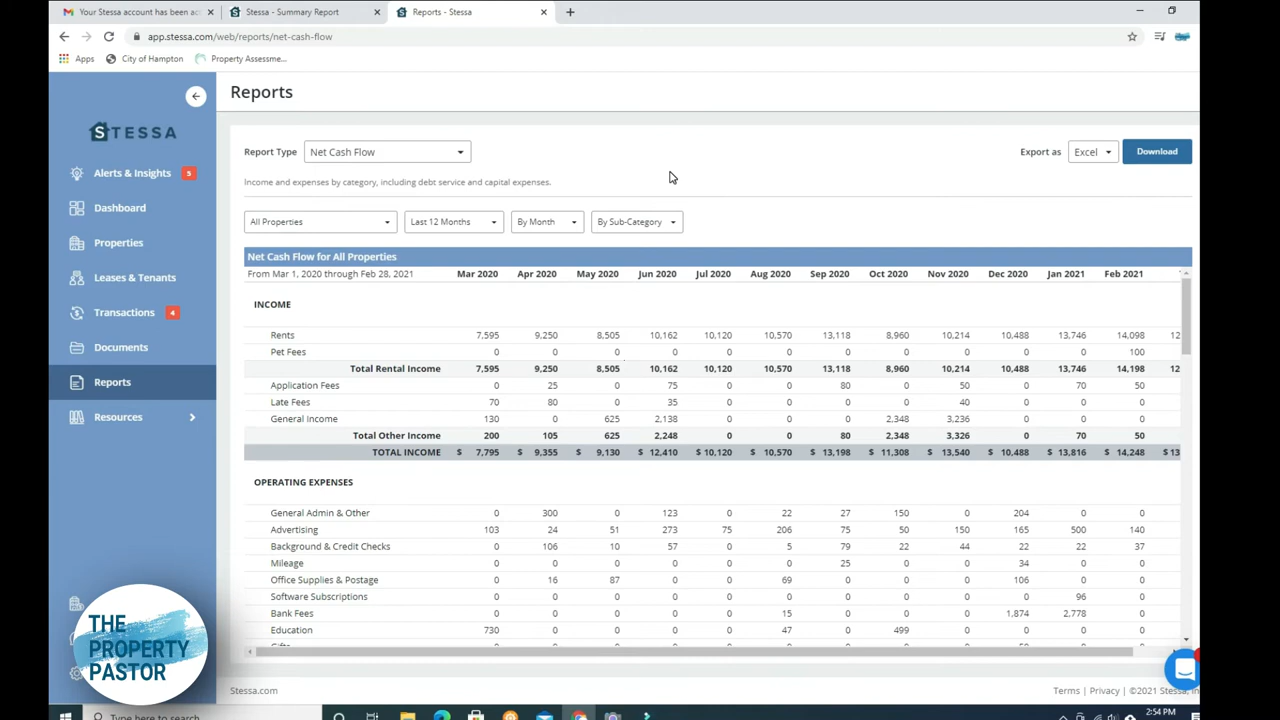 Your Stessa account has been ac
Stessa - Summary Report
Reports - Stessa
app.stessa.com/web/reports/net-cash-flow
Apps City of Hampton Property Assessme...
STESSA
Alerts & Insights 5
Dashboard
Properties
Leases & Tenants
Transactions 4
Documents
Reports
Resources
THE
PROPERTY
PASTOR
Reports
Report Type Net Cash Flow Export as Excel Download
Income and expenses by category, including debt service and capital expenses.
All Properties Last 12 Months By Month By Sub-Category
Net Cash Flow for All Properties
From Mar 1, 2020 through Feb 28, 2021 Mar 2020 Apr 2020 May 2020 Jun 2020 Jul 2020 Aug 2020 Sep 2020 Oct 2020 Nov 2020 Dec 2020 Jan 2021 Feb 2021
INCOME
Rents 7,595 9,250 8,505 10,162 10,120 10,570 13,118 8,960 10,214 10,488 13,746 14,098 12
Pet Fees 0 0 0 0 0 0 0 0 0 0 0 100
Total Rental Income 7,595 9,250 8,505 10,162 10,120 10,570 13,118 8,960 10,214 10,488 13,746 14,198 12
Application Fees 0 25 0 75 0 0 80 0 50 0 70 50
Late Fees 70 80 0 35 0 0 0 0 40 0 0 0
General Income 130 0 625 2,138 0 0 0 2,348 3,236 0 0 0
Total Other Income 200 105 625 2,248 0 0 80 2,348 3,326 0 70 50
TOTAL INCOME $ 7,795 $ 9,355 $ 9,130 $ 12,410 $ 10,120 $ 10,570 $ 13,198 $ 11,308 $ 13,540 $ 10,488 $ 13,816 $ 14,248 $ 13
OPERATING EXPENSES
General Admin & Other 0 300 0 123 0 22 27 150 0 204 0 0
Advertising 103 24 51 273 75 206 75 50 150 165 500 140
Background & Credit Checks 0 106 10 57 0 5 79 22 44 22 22 37
Mileage 0 0 0 0 0 0 25 0 0 34 0 0
Office Supplies & Postage 0 16 87 0 0 69 0 0 0 106 0 0
Software Subscriptions 0 0 0 0 0 0 0 0 0 0 96 0
Bank Fees 0 0 0 0 0 15 0 0 0 1,874 2,778 0
Education 730 0 0 0 0 47 0 499 0 0 0 0
Stessa.com Terms | Privacy | ©2021 Stessa, In
Type here to search
2:54 PM